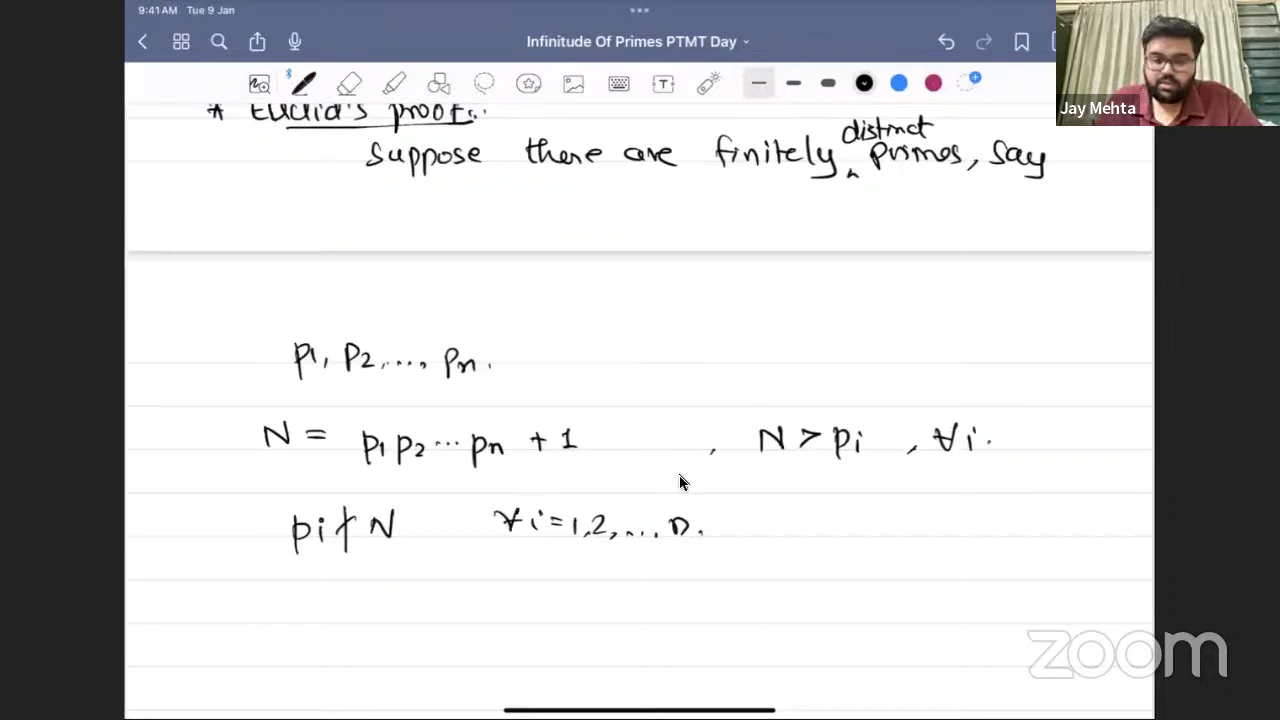 9:41 AM Tue 9 Jan
Infinitude Of Primes PTMT Day
Jay Mehta
* Euclid's proof:
distinct
Suppose there are finitely ^ primes, say
p1, p2, ..., pn.
N = p1 p2 ... pn + 1 , N > pi , ∀i.
pi ∤ N ∀ i = 1,2, ..., n.
zoom